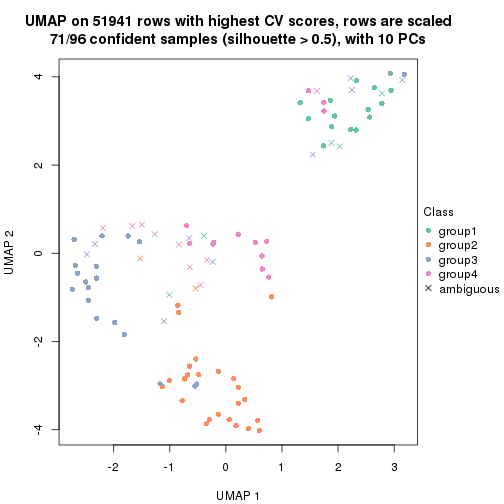 UMAP on 51941 rows with highest CV scores, rows are scaled
71/96 confident samples (silhouette > 0.5), with 10 PCs
4
2
0
-2
-4
UMAP 2
-2
-1
0
1
2
3
UMAP 1
Class
group1
group2
group3
group4
ambiguous